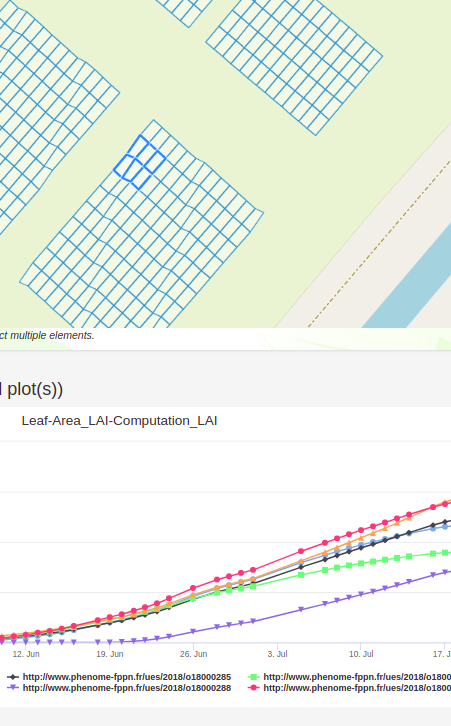 ct multiple elements.
plot(s))
Leaf-Area_LAI-Computation_LAI
12. Jun 19. Jun 26. Jun 3. Jul 10. Jul 17. J
http://www.phenome-fppn.fr/ues/2018/o18000285 http://www.phenome-fppn.fr/ues/2018/o1800
http://www.phenome-fppn.fr/ues/2018/o18000288 http://www.phenome-fppn.fr/ues/2018/o1800